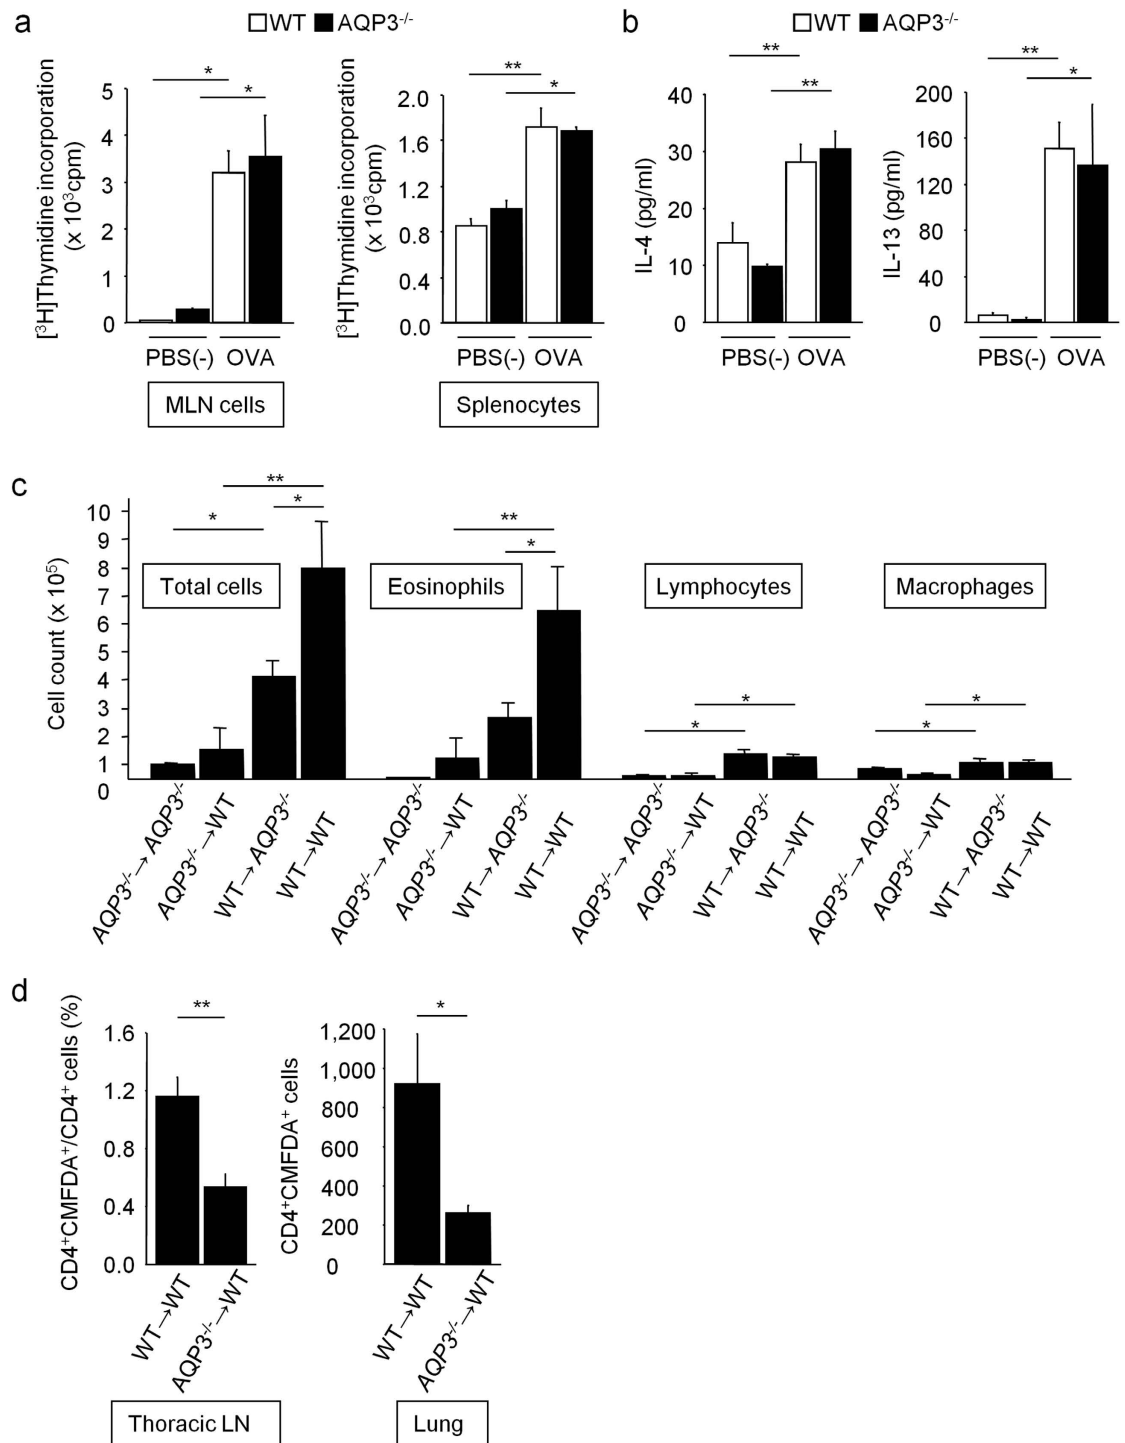 a
WT AQP3-/-
b
WT AQP3-/-
[3H]Thymidine incorporation
(x 103cpm)
5
4
3
2
1
0
*
*
PBS(-) OVA
MLN cells
[3H]Thymidine incorporation
(x 103cpm)
2.0
1.6
1.2
0.8
0.4
0.0
**
*
PBS(-) OVA
Splenocytes
IL-4 (pg/ml)
40
30
20
10
0
**
**
PBS(-) OVA
IL-13 (pg/ml)
200
160
120
80
40
0
**
*
PBS(-) OVA
c
Cell count (x 105)
10
9
8
7
6
5
4
3
2
1
0
**
*
*
Total cells
**
*
Eosinophils
*
*
Lymphocytes
*
*
Macrophages
AQP3-/-→AQP3-/-
AQP3-/-→WT
WT→AQP3-/-
WT→WT
AQP3-/-→AQP3-/-
AQP3-/-→WT
WT→AQP3-/-
WT→WT
AQP3-/-→AQP3-/-
AQP3-/-→WT
WT→AQP3-/-
WT→WT
AQP3-/-→AQP3-/-
AQP3-/-→WT
WT→AQP3-/-
WT→WT
d
CD4+CMFDA+/CD4+ cells (%)
1.6
1.2
0.8
0.4
0.0
**
WT→WT
AQP3-/-→WT
Thoracic LN
CD4+CMFDA+ cells
1,200
1,000
800
600
400
200
0
*
WT→WT
AQP3-/-→WT
Lung